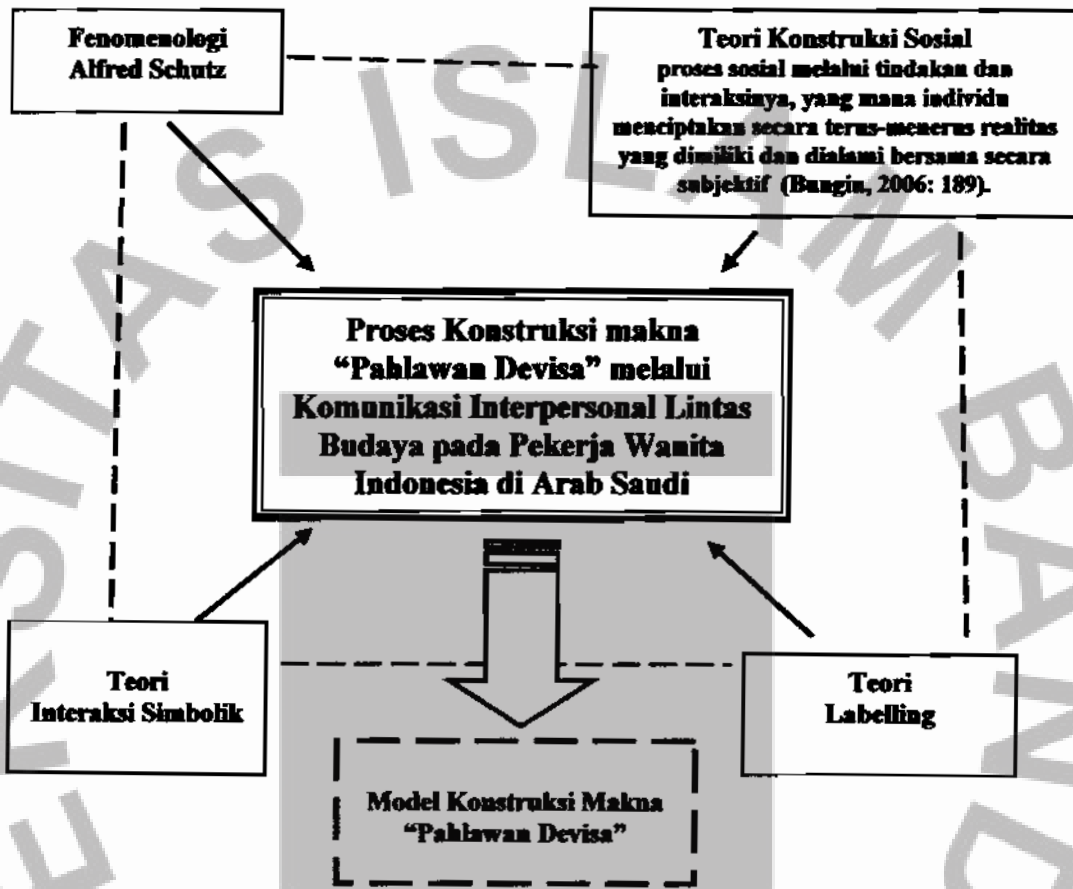 Fenomenologi
Alfred Schutz
Teori Konstruksi Sosial
proses sosial melalui tindakan dan
interaksinya, yang mana individu
menciptakan secara terus-menerus realitas
yang dimiliki dan dialami bersama secara
subjektif (Bungin, 2006: 189).
Proses Konstruksi makna
“Pahlawan Devisa” melalui
Komunikasi Interpersonal Lintas
Budaya pada Pekerja Wanita
Indonesia di Arab Saudi
Teori
Interaksi Simbolik
Teori
Labelling
Model Konstruksi Makna
“Pahlawan Devisa”
SITAS ISLAM BAND